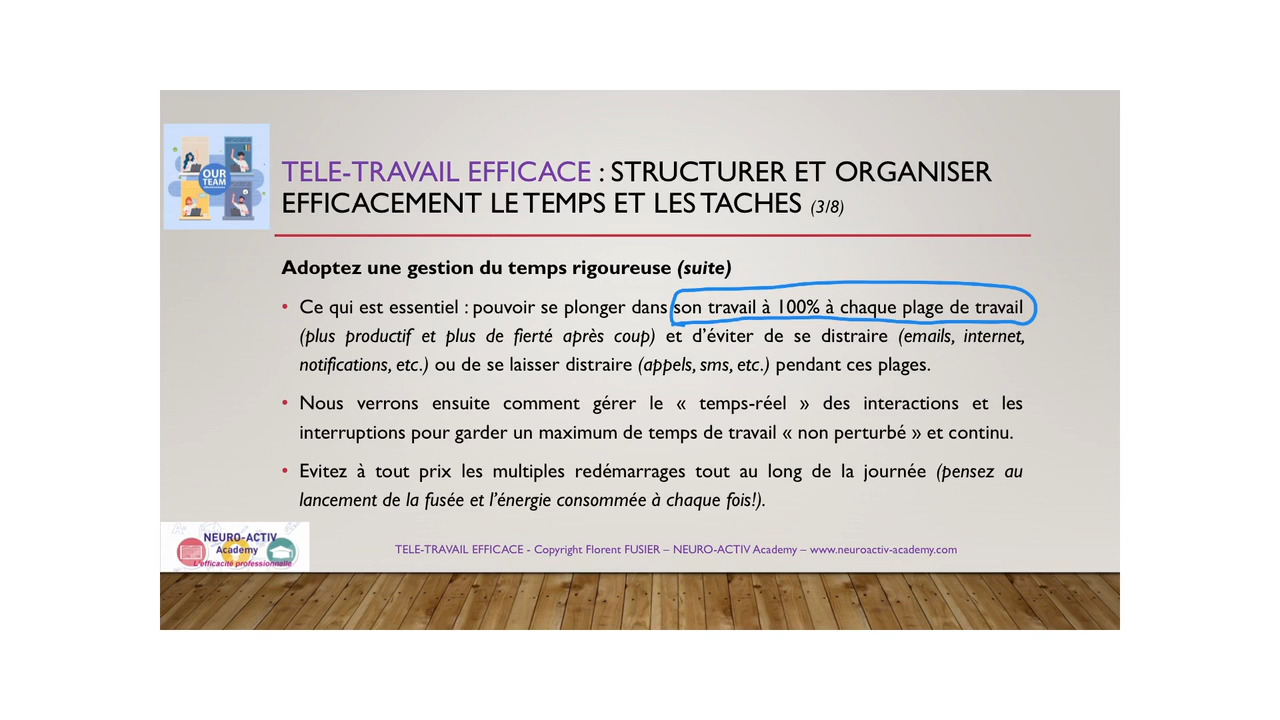 OUR
TEAM
TELE-TRAVAIL EFFICACE : STRUCTURER ET ORGANISER
EFFICACEMENT LE TEMPS ET LES TACHES (3/8)
Adoptez une gestion du temps rigoureuse (suite)
• Ce qui est essentiel : pouvoir se plonger dans son travail à 100% à chaque plage de travail
(plus productif et plus de fierté après coup) et d’éviter de se distraire (emails, internet,
notifications, etc.) ou de se laisser distraire (appels, sms, etc.) pendant ces plages.
• Nous verrons ensuite comment gérer le « temps-réel » des interactions et les
interruptions pour garder un maximum de temps de travail « non perturbé » et continu.
• Evitez à tout prix les multiples redémarrages tout au long de la journée (pensez au
lancement de la fusée et l’énergie consommée à chaque fois!).
NEURO-ACTIV
Academy
L'efficacité professionnelle
TELE-TRAVAIL EFFICACE - Copyright Florent FUSIER – NEURO-ACTIV Academy – www.neuroactiv-academy.com